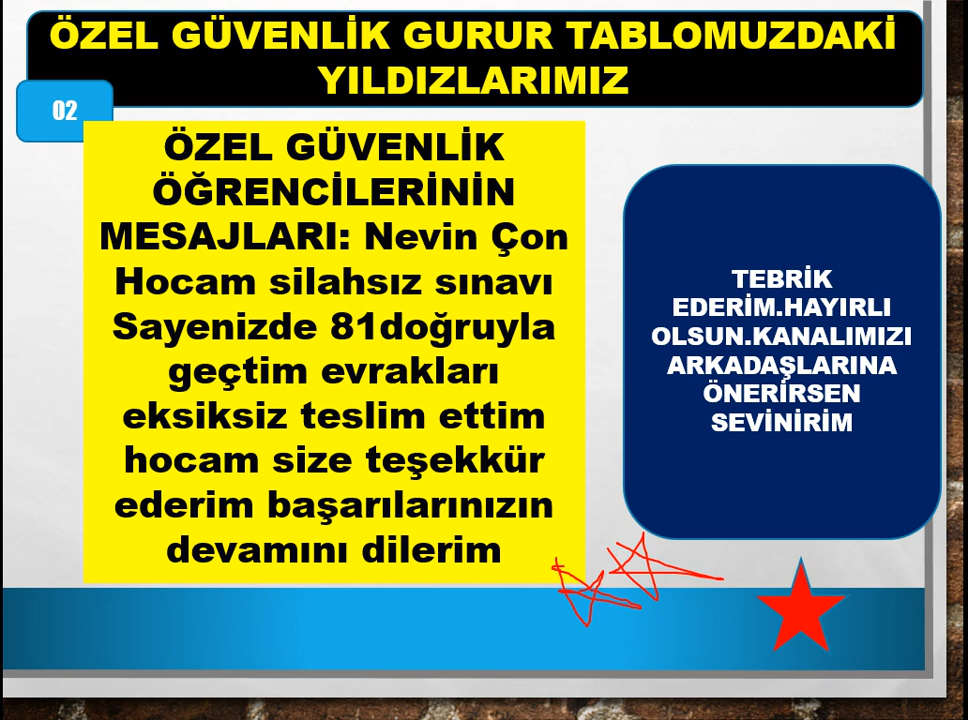 ÖZEL GÜVENLİK GURUR TABLOMUZDAKİ
YILDIZLARIMIZ
02
ÖZEL GÜVENLİK
ÖĞRENCİLERİNİN
MESAJLARI: Nevin Çon
Hocam silahsız sınavı
Sayenizde 81doğruyla
geçtim evrakları
eksiksiz teslim ettim
hocam size teşekkür
ederim başarılarınızın
devamını dilerim
TEBRİK
EDERİM.HAYIRLI
OLSUN.KANALIMIZI
ARKADAŞLARINA
ÖNERİRSEN
SEVİNİRİM